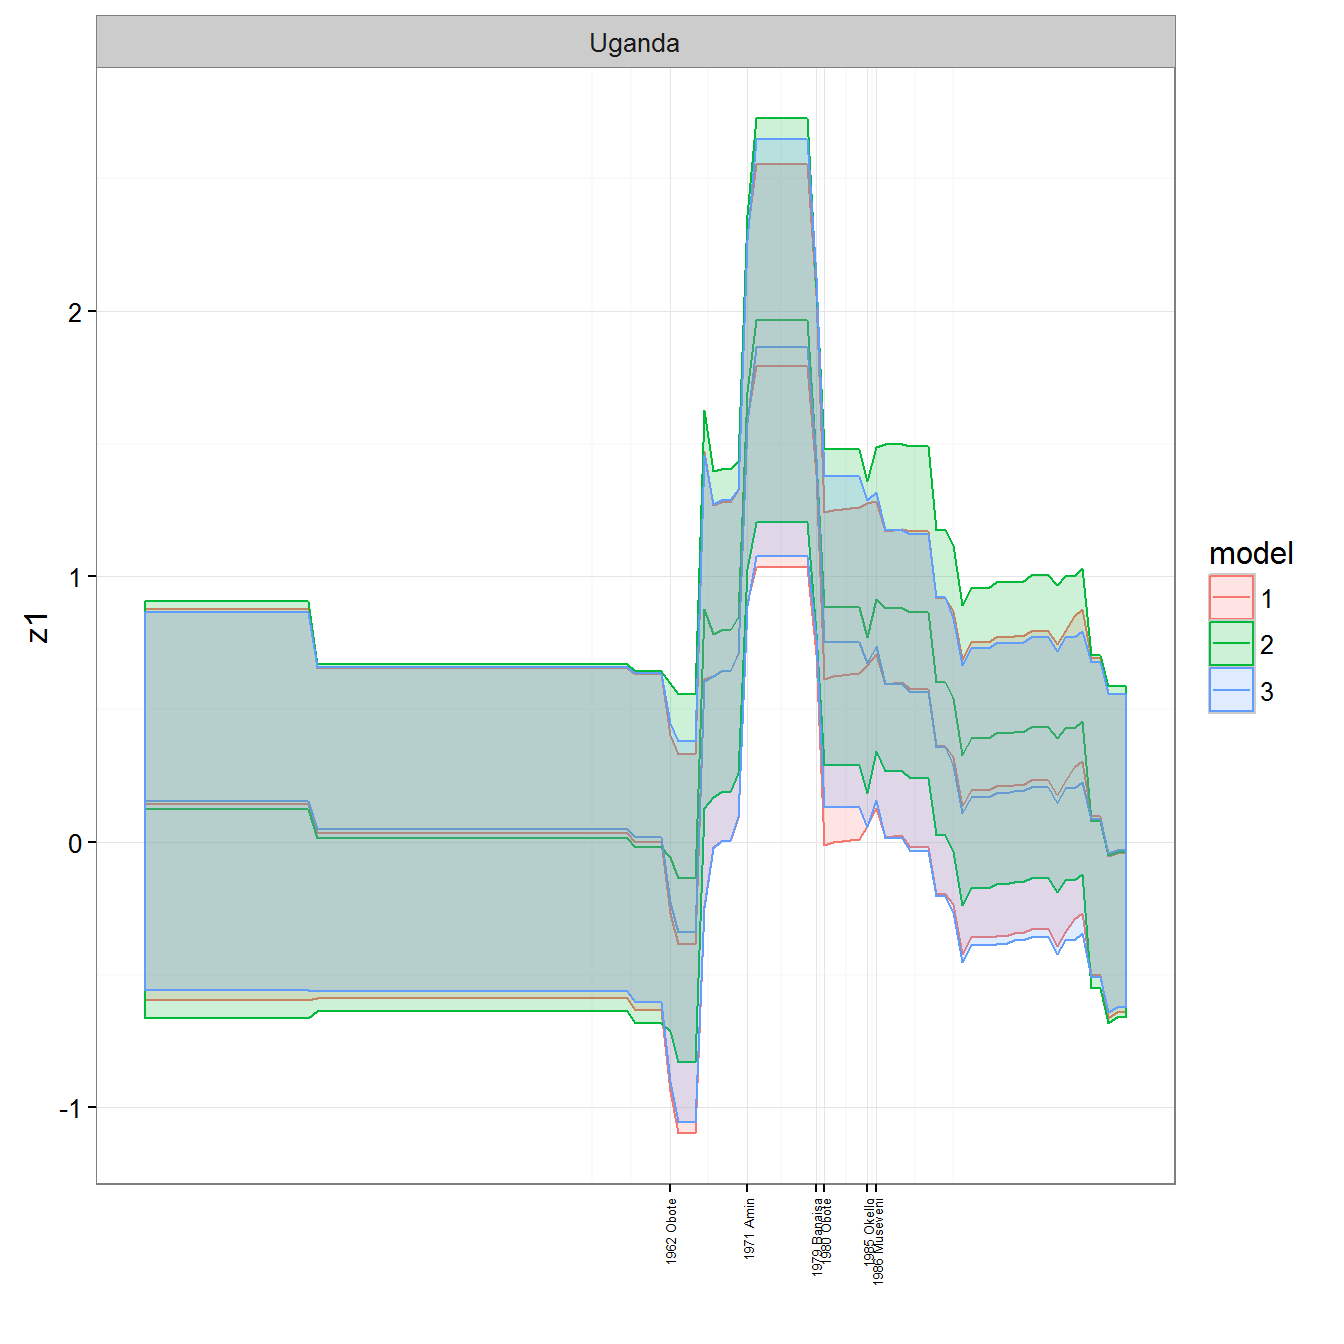 Uganda
z1
2
1
0
-1
1962 Obote
1971 Amin
1979 Banaisa
1980 Obote
1985 Okello
1986 Museveni
model
1
2
3